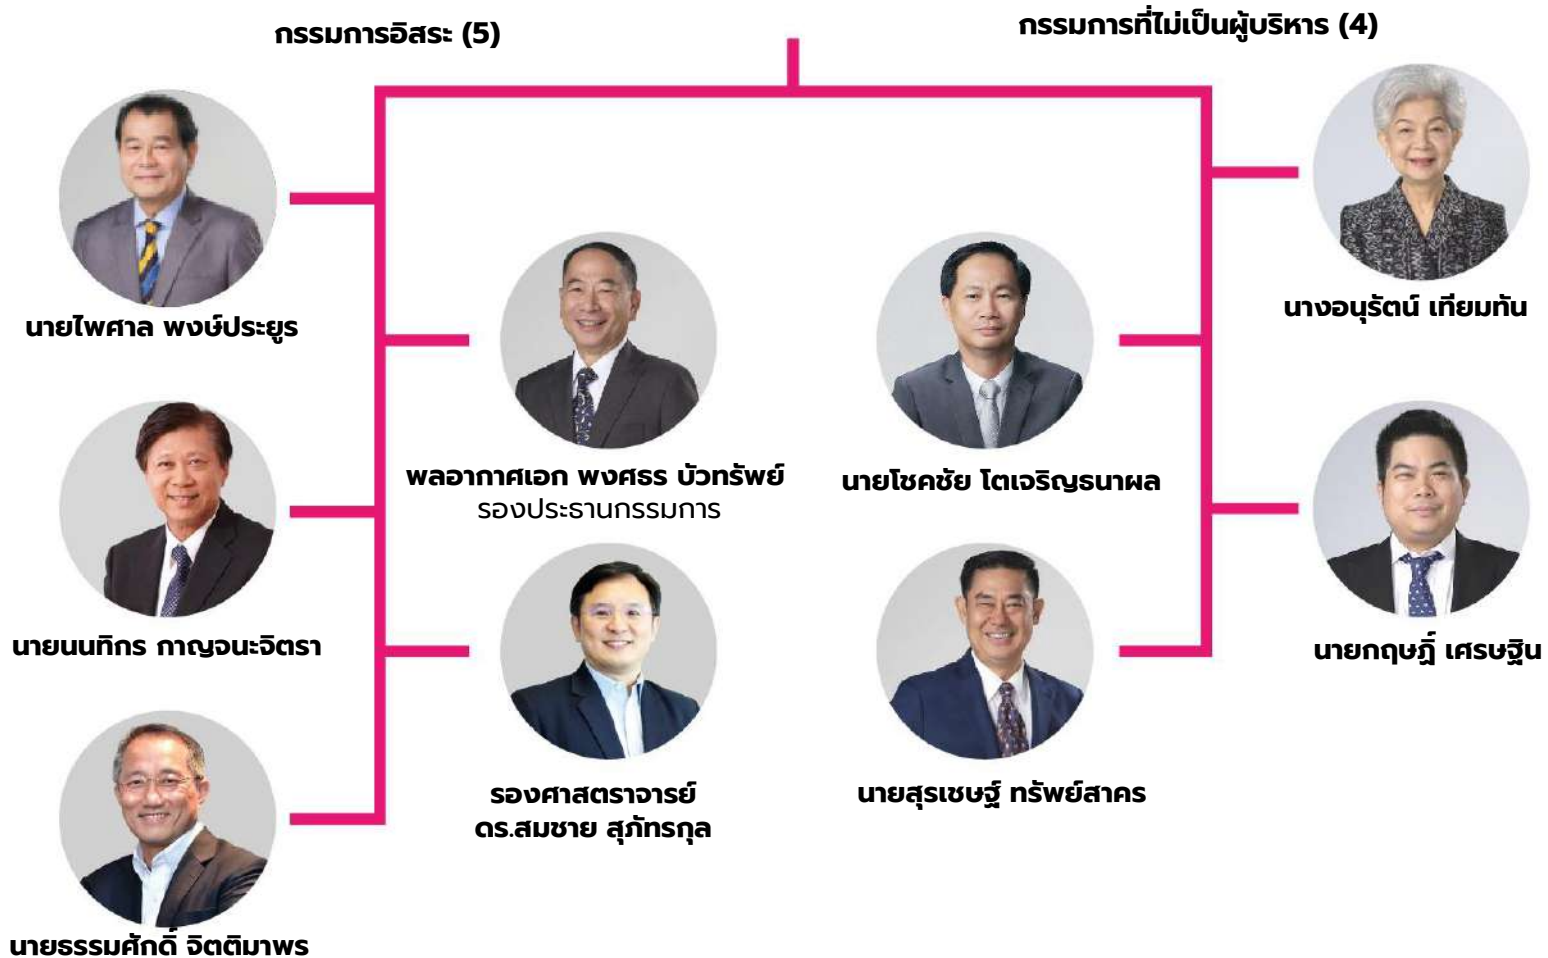 กรรมการอิสระ (5)
กรรมการที่ไม่เป็นผู้บริหาร (4)
นายไพศาล พงษ์ประยูร
นางอนุรัตน์ เทียมทัน
พลอากาศเอก พงศธร บัวทรัพย์
รองประธานกรรมการ
นายโชคชัย โตเจริญธนาผล
นายนนทิกร กาญจนะจิตรา
นายกฤษฏิ์ เศรษฐิน
รองศาสตราจารย์
ดร.สมชาย สุภัทรกุล
นายสุรเชษฐ์ ทรัพย์สาคร
นายธรรมศักดิ์ จิตติมาพร